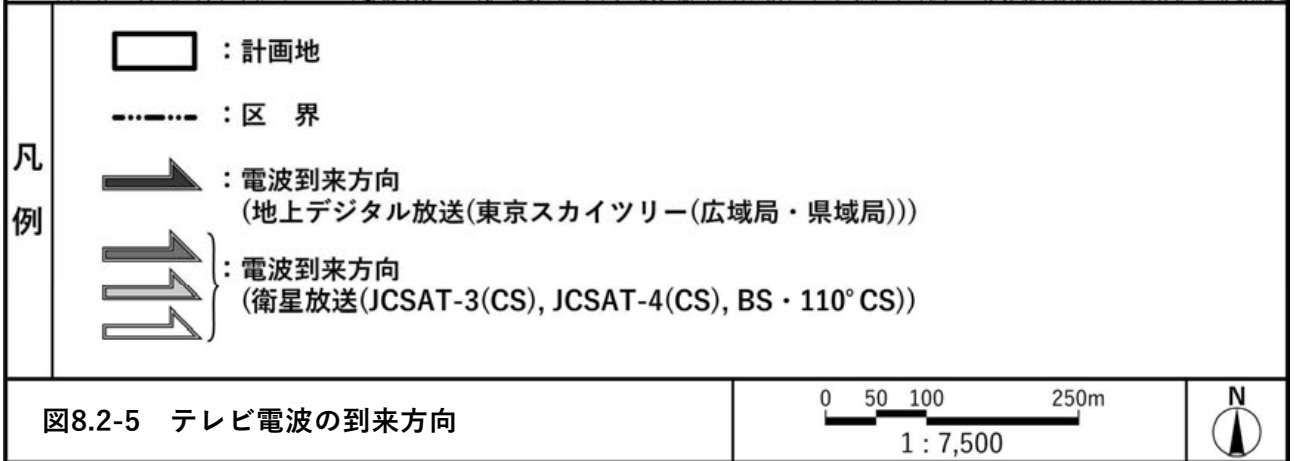 凡例
：計画地
：区 界
：電波到来方向
(地上デジタル放送(東京スカイツリー(広域局・県域局)))
：電波到来方向
(衛星放送(JCSAT-3(CS), JCSAT-4(CS), BS・110°CS))
図8.2-5 テレビ電波の到来方向
0 50 100 250m
1：7,500
N